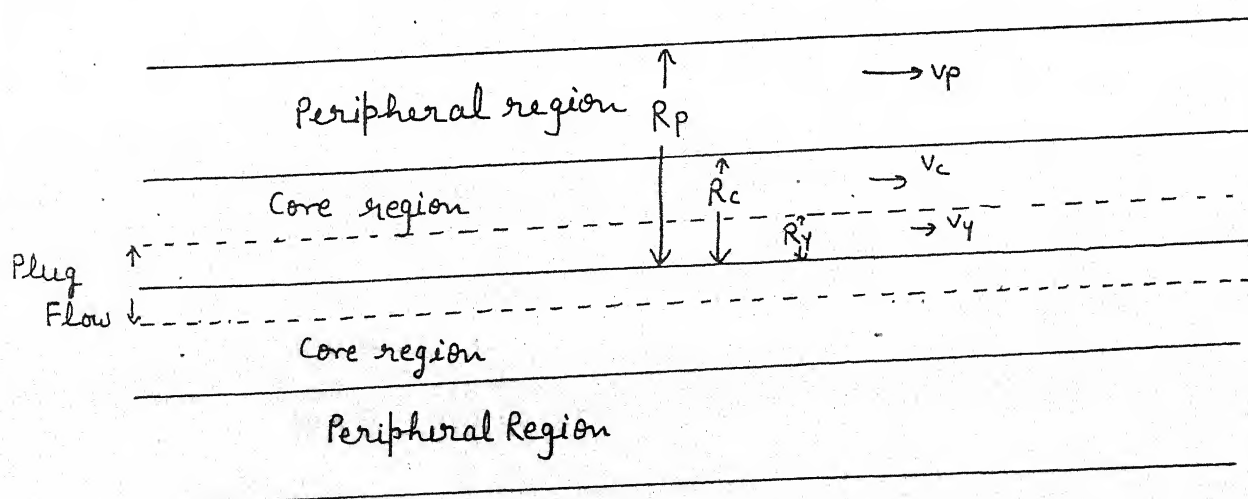 Peripheral region
Rp
→ Vp
Core region
Rc
→ Vc
Ry
→ Vy
Plug
Flow
Core region
Peripheral Region